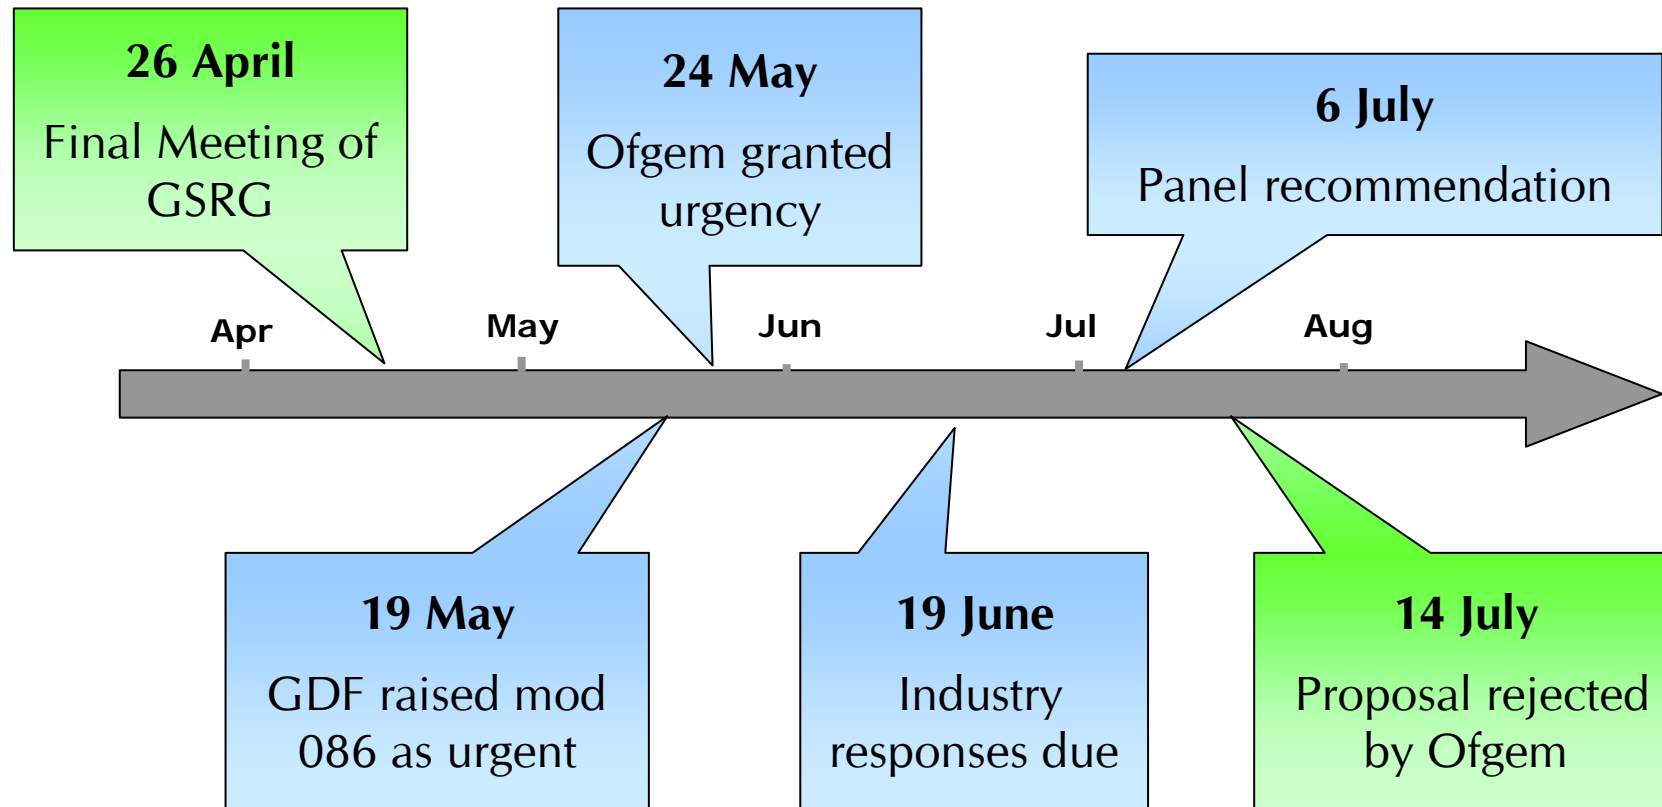 26 April
Final Meeting of
GSRG
24 May
Ofgem granted
urgency
6 July
Panel recommendation
Apr
May
Jun
Jul
Aug
19 May
GDF raised mod
086 as urgent
19 June
Industry
responses due
14 July
Proposal rejected
by Ofgem